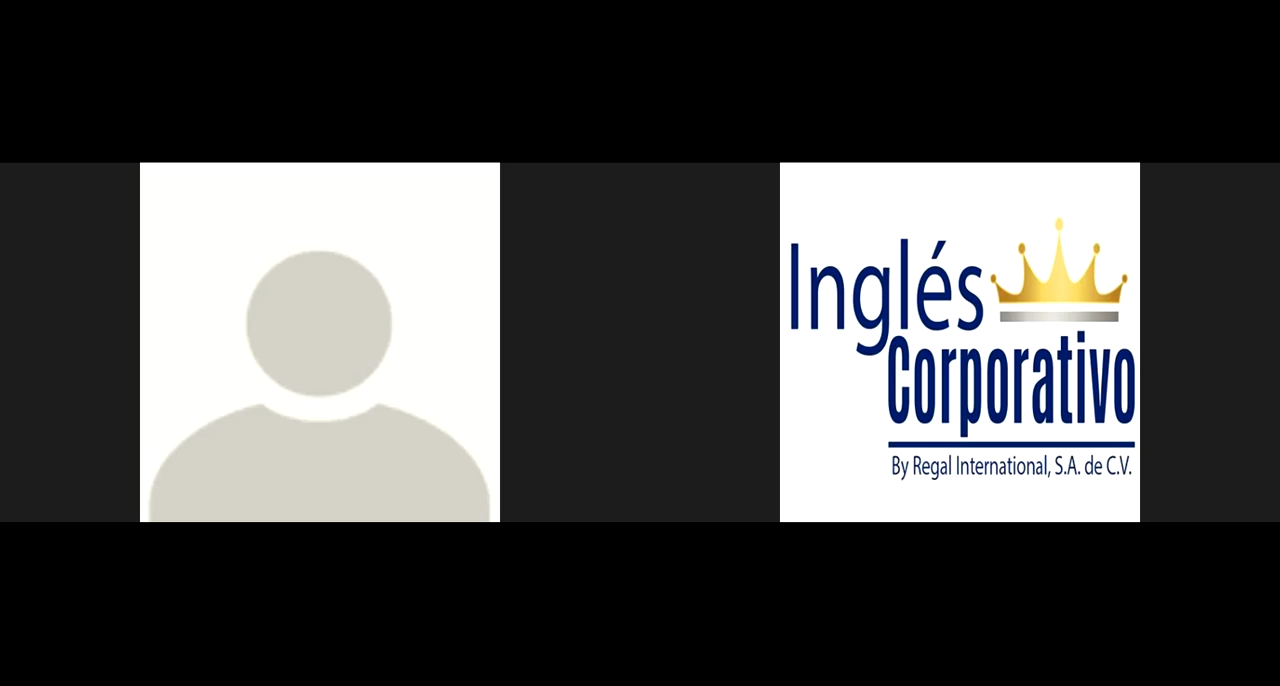 Inglés
Corporativo
By Regal International, S.A. de C.V.